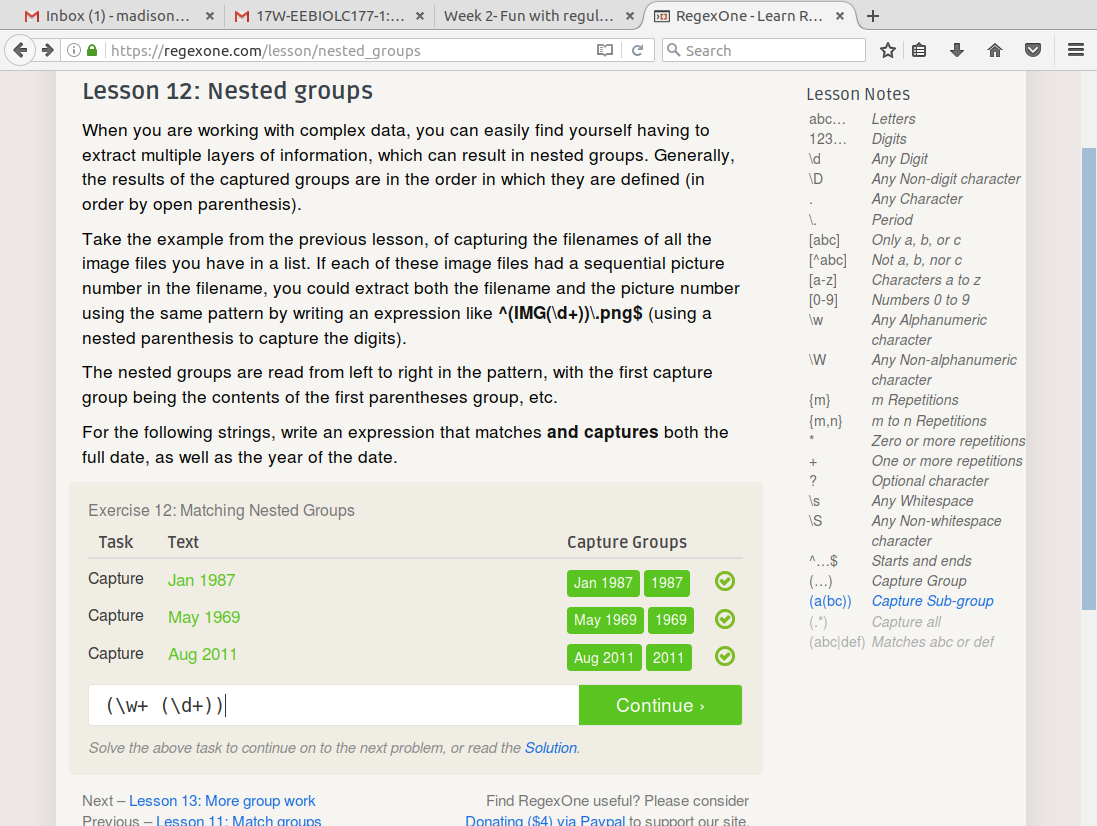 Inbox (1) - madison...
17W-EEBIOLC177-1:...
Week 2- Fun with regul...
RegexOne - Learn R...
https://regexone.com/lesson/nested_groups
Search
Lesson 12: Nested groups
When you are working with complex data, you can easily find yourself having to
extract multiple layers of information, which can result in nested groups. Generally,
the results of the captured groups are in the order in which they are defined (in
order by open parenthesis).
Take the example from the previous lesson, of capturing the filenames of all the
image files you have in a list. If each of these image files had a sequential picture
number in the filename, you could extract both the filename and the picture number
using the same pattern by writing an expression like ^(IMG(\d+))\.png$ (using a
nested parenthesis to capture the digits).
The nested groups are read from left to right in the pattern, with the first capture
group being the contents of the first parentheses group, etc.
For the following strings, write an expression that matches and captures both the
full date, as well as the year of the date.
Exercise 12: Matching Nested Groups
Task Text Capture Groups
Capture Jan 1987 Jan 1987 1987
Capture May 1969 May 1969 1969
Capture Aug 2011 Aug 2011 2011
(\w+ (\d+))
Continue ›
Solve the above task to continue on to the next problem, or read the Solution.
Next – Lesson 13: More group work
Previous – Lesson 11: Match groups
Find RegexOne useful? Please consider
Donating ($4) via Paypal to support our site.
Lesson Notes
abc… Letters
123… Digits
\d Any Digit
\D Any Non-digit character
. Any Character
\. Period
[abc] Only a, b, or c
[^abc] Not a, b, nor c
[a-z] Characters a to z
[0-9] Numbers 0 to 9
\w Any Alphanumeric
character
\W Any Non-alphanumeric
character
{m} m Repetitions
{m,n} m to n Repetitions
* Zero or more repetitions
+ One or more repetitions
? Optional character
\s Any Whitespace
\S Any Non-whitespace
character
^…$ Starts and ends
(…) Capture Group
(a(bc)) Capture Sub-group
(.*) Capture all
(abc|def) Matches abc or def